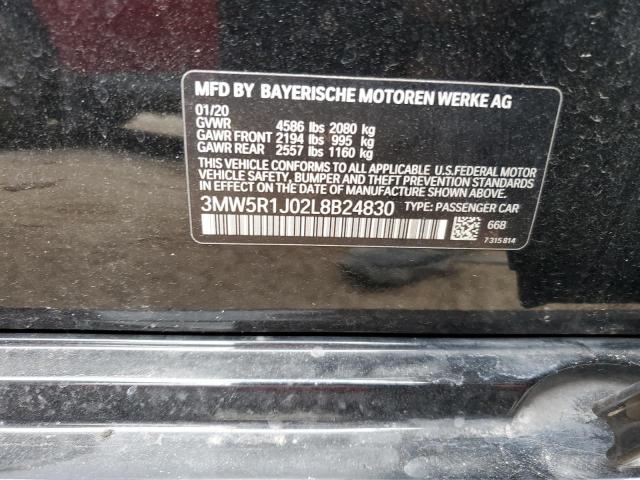 MFD BY BAYERISCHE MOTOREN WERKE AG
01/20
GVWR 4586 lbs 2080 kg
GAWR FRONT 2194 lbs 995 kg
GAWR REAR 2557 lbs 1160 kg
THIS VEHICLE CONFORMS TO ALL APPLICABLE U.S. FEDERAL MOTOR
VEHICLE SAFETY, BUMPER AND THEFT PREVENTION STANDARDS
IN EFFECT ON THE DATE OF MANUFACTURE SHOWN ABOVE.
3MW5R1J02L8B24830 TYPE: PASSENGER CAR
668
7315814